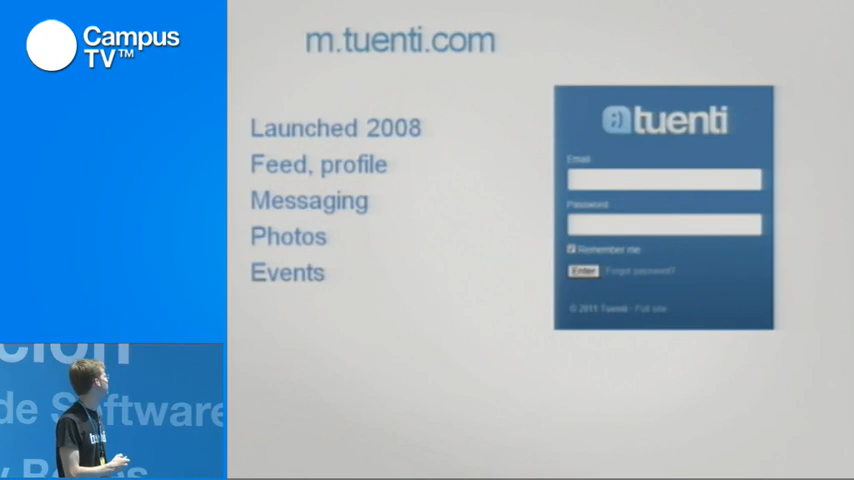 Campus
TV™
m.tuenti.com
Launched 2008
Feed, profile
Messaging
Photos
Events
;)tuenti
Email
Password
Remember me
Enter Forgot password?
© 2011 Tuenti · Full site
de Software